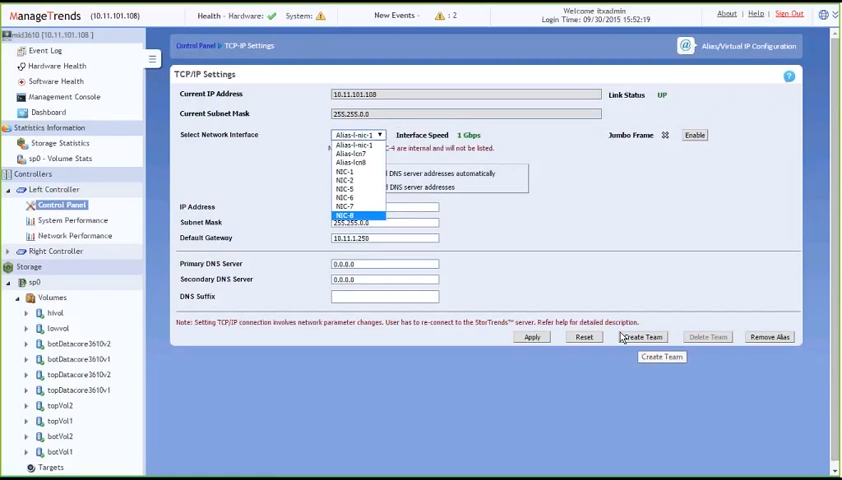 ManageTrends (10.11.101.108 )
Health - Hardware: System:
New Events - : 2
Welcome itxadmin
Login Time: 09/30/2015 15:52:19
About | Help | Sign Out
[10.11.101.108 ]
Event Log
Hardware Health
Software Health
Management Console
Dashboard
Statistics Information
Storage Statistics
sp0 - Volume Stats
Controllers
Left Controller
Control Panel
System Performance
Network Performance
Right Controller
Storage
sp0
Volumes
hivol
lowvol
botDatacore3610v2
botDatacore3610v1
topDatacore3610v2
topDatacore3610v1
topVol2
topVol1
botVol2
botVol1
Targets
Control Panel TCP-IP Settings
Alias/Virtual IP Configuration
TCP/IP Settings
Current IP Address 10.11.101.108 Link Status UP
Current Subnet Mask 255.255.0.0
Select Network Interface Alias-l-nic-1 Interface Speed 1 Gbps Jumbo Frame Enable
Alias-l-nic-1
Alias-lcn7
Alias-lcn8
NIC-1
NIC-2
NIC-5
NIC-6
NIC-7
NIC-8
C-4 are internal and will not be listed.
d DNS server addresses automatically
d DNS server addresses
IP Address
Subnet Mask 255.255.0.0
Default Gateway 10.11.1.250
Primary DNS Server 0.0.0.0
Secondary DNS Server 0.0.0.0
DNS Suffix
Note: Setting TCP/IP connection involves network parameter changes. User has to re-connect to the StorTrends™ server. Refer help for detailed description.
Apply Reset Create Team Delete Team Remove Alias
Create Team